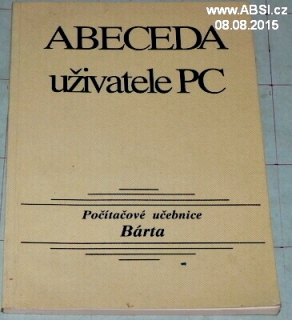 www.ABSI.cz
08.08.2015
ABECEDA
uživatele PC
Počítačové učebnice
Bárta